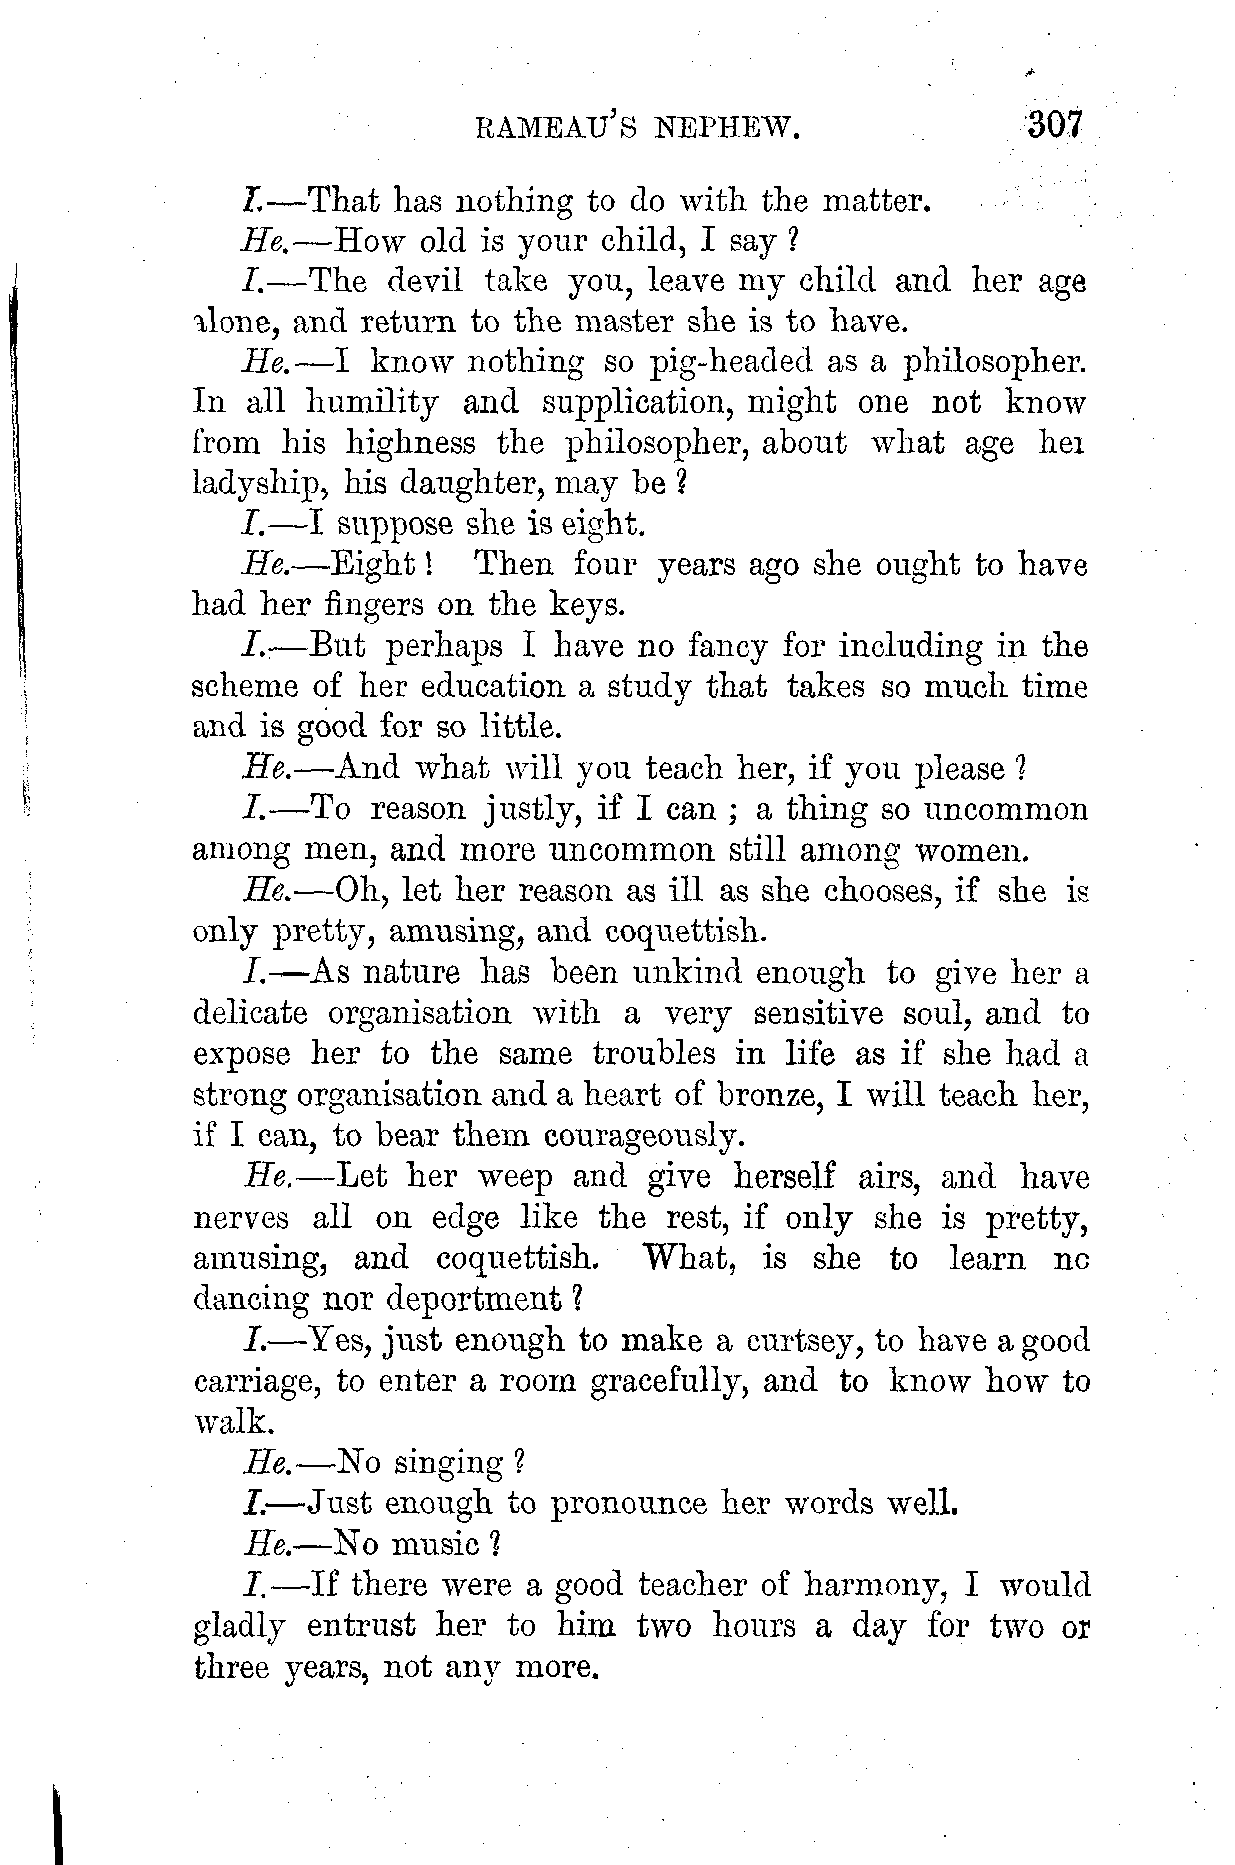 RAMEAU'S NEPHEW. 307
I.—That has nothing to do with the matter.
He.—How old is your child, I say ?
I.—The devil take you, leave my child and her age
alone, and return to the master she is to have.
He.—I know nothing so pig-headed as a philosopher.
In all humility and supplication, might one not know
from his highness the philosopher, about what age her
ladyship, his daughter, may be ?
I.—I suppose she is eight.
He.—Eight ! Then four years ago she ought to have
had her fingers on the keys.
I.—But perhaps I have no fancy for including in the
scheme of her education a study that takes so much time
and is good for so little.
He.—And what will you teach her, if you please ?
I.—To reason justly, if I can ; a thing so uncommon
among men, and more uncommon still among women.
He.—Oh, let her reason as ill as she chooses, if she is
only pretty, amusing, and coquettish.
I.—As nature has been unkind enough to give her a
delicate organisation with a very sensitive soul, and to
expose her to the same troubles in life as if she had a
strong organisation and a heart of bronze, I will teach her,
if I can, to bear them courageously.
He.—Let her weep and give herself airs, and have
nerves all on edge like the rest, if only she is pretty,
amusing, and coquettish. What, is she to learn no
dancing nor deportment ?
I.—Yes, just enough to make a curtsey, to have a good
carriage, to enter a room gracefully, and to know how to
walk.
He.—No singing ?
I.—Just enough to pronounce her words well.
He.—No music ?
I.—If there were a good teacher of harmony, I would
gladly entrust her to him two hours a day for two or
three years, not any more.